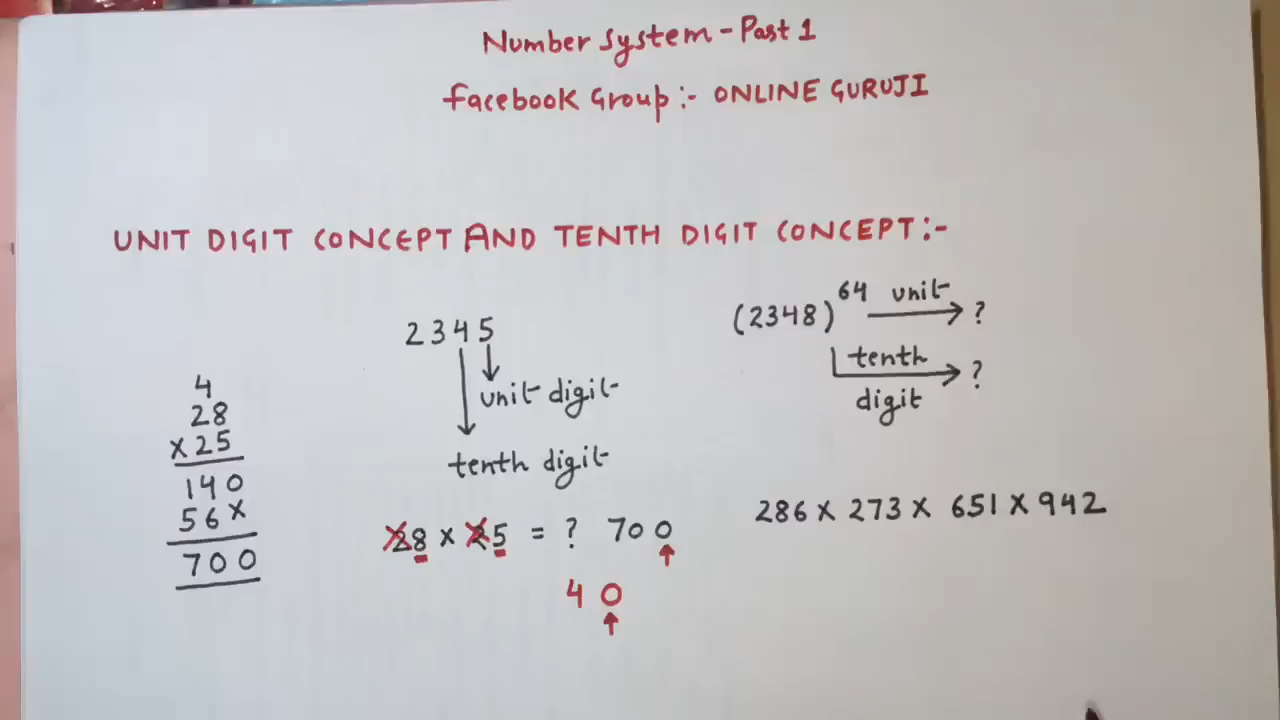 Number System - Part 1
Facebook Group :- ONLINE GURUJI
UNIT DIGIT CONCEPT AND TENTH DIGIT CONCEPT :-
4
28
x 25
140
56x
700
2345
unit digit
tenth digit
28 x 25 = ? 700
40
(2348)^64 unit ?
tenth digit ?
286 x 273 x 651 x 942